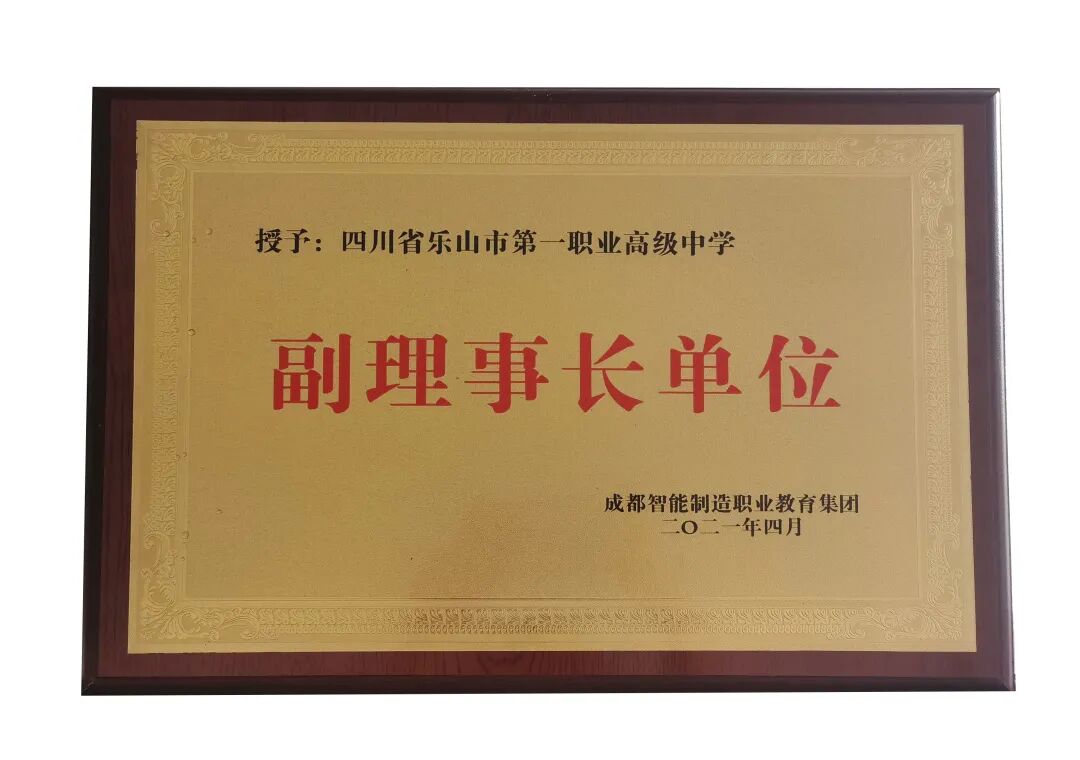 授予：四川省乐山市第一职业高级中学
副理事长单位
成都智能制造职业教育集团
二〇二一年四月